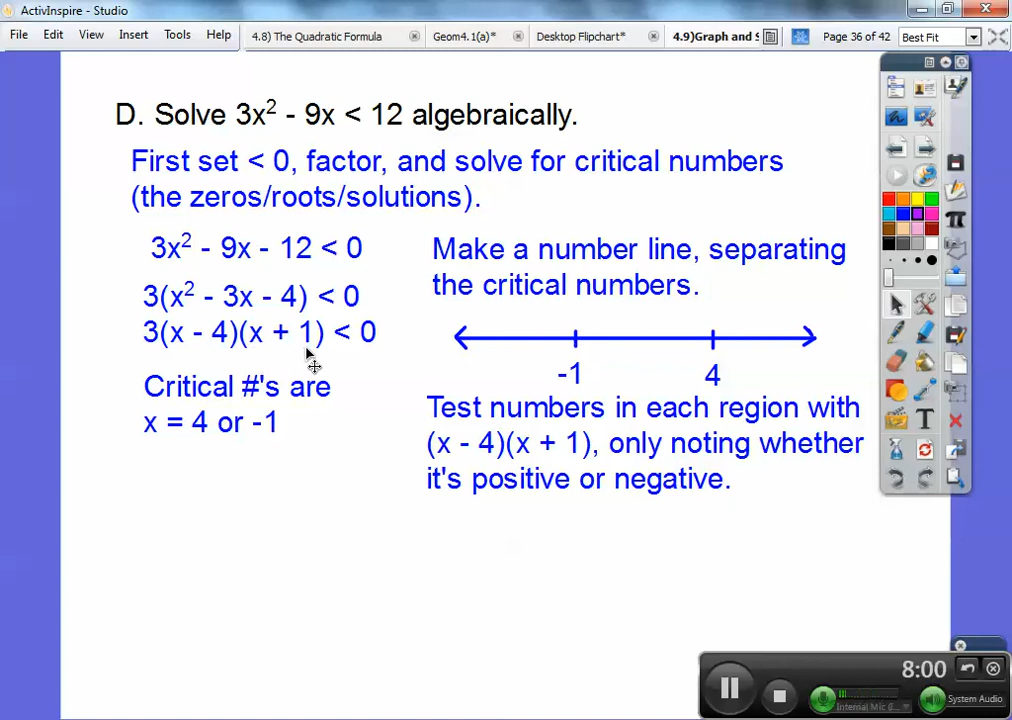 ActivInspire - Studio
File Edit View Insert Tools Help
4.8) The Quadratic Formula Geom4.1(a)* Desktop Flipchart* 4.9)Graph and S
Page 36 of 42 Best Fit
D. Solve 3x² - 9x < 12 algebraically.
First set < 0, factor, and solve for critical numbers
(the zeros/roots/solutions).
3x² - 9x - 12 < 0
3(x² - 3x - 4) < 0
3(x - 4)(x + 1) < 0
Critical #'s are
x = 4 or -1
Make a number line, separating
the critical numbers.
-1 4
Test numbers in each region with
(x - 4)(x + 1), only noting whether
it's positive or negative.
8:00
Internal Mic (I...
System Audio